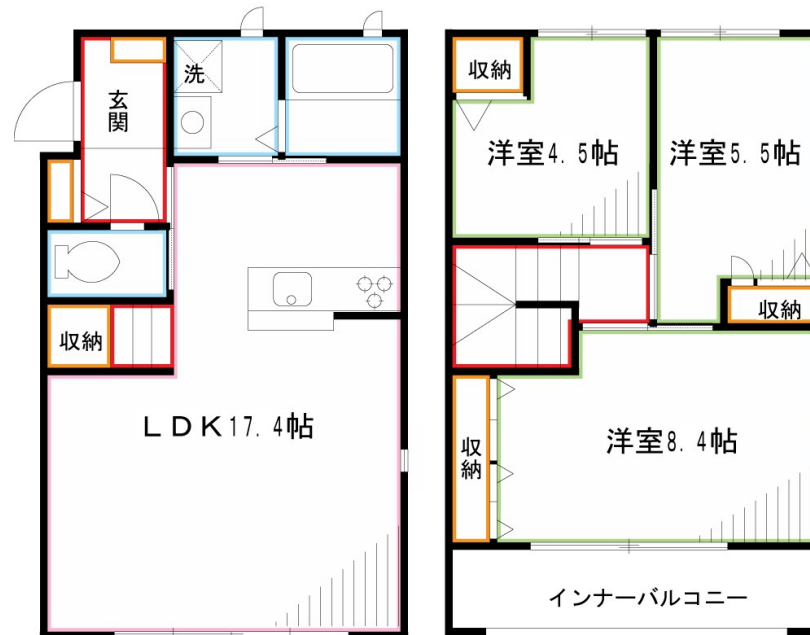 玄関
洗
収納
LDK17.4帖
収納
洋室4.5帖
洋室5.5帖
収納
洋室8.4帖
収納
インナーバルコニー